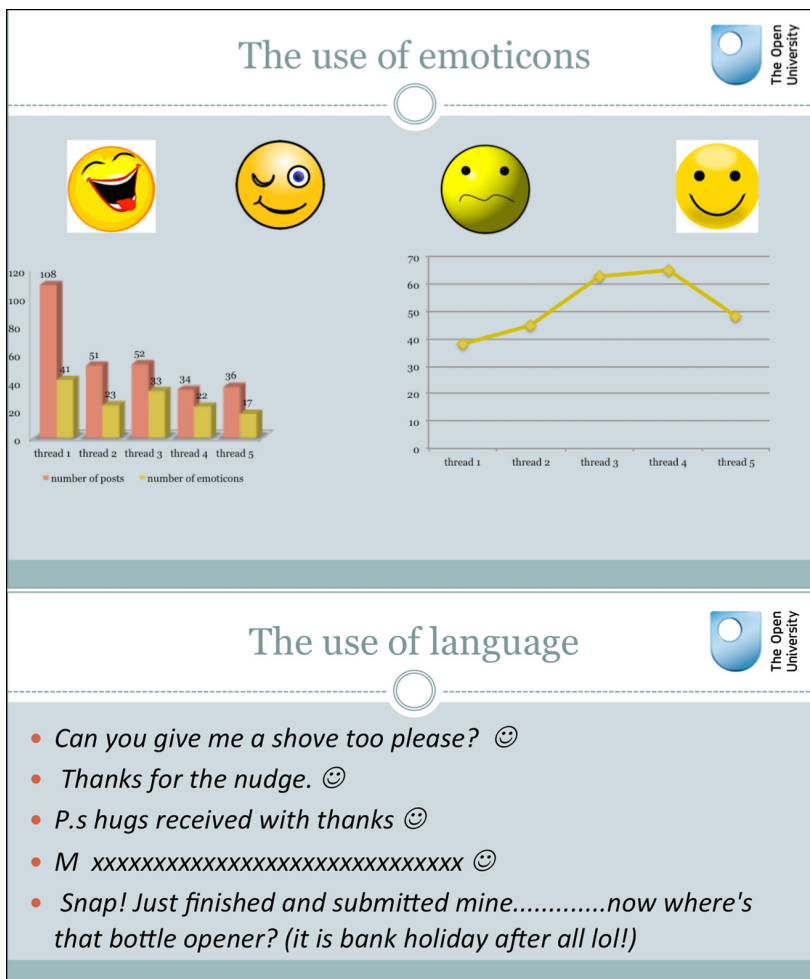 The use of emoticons
The Open
University
120
100
80
60
40
20
0
108
41
51
23
52
33
34
22
36
17
thread 1 thread 2 thread 3 thread 4 thread 5
number of posts number of emoticons
70
60
50
40
30
20
10
0
thread 1 thread 2 thread 3 thread 4 thread 5
The use of language
The Open
University
• Can you give me a shove too please? ☺
• Thanks for the nudge. ☺
• P.s hugs received with thanks ☺
• M xxxxxxxxxxxxxxxxxxxxxxxxxxxxxx ☺
• Snap! Just finished and submitted mine.............now where's
that bottle opener? (it is bank holiday after all lol!)